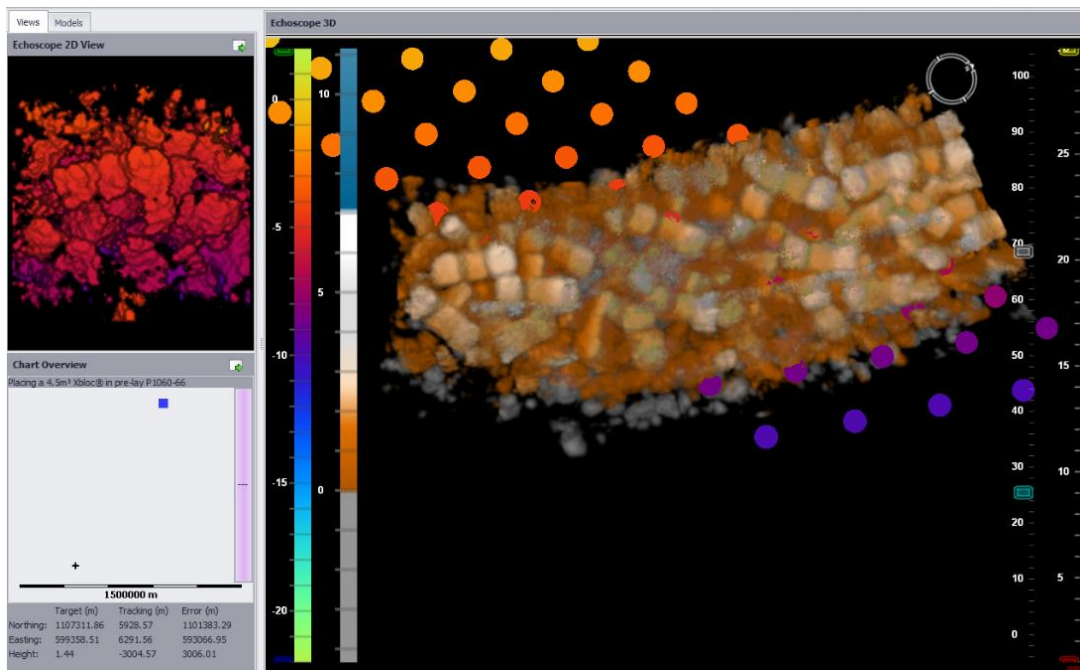 Views Models
Echoscope 2D View
Echoscope 3D
Chart Overview
Placing a 4.5m³ Xbloc® in pre-lay P1060-66
1500000 m
Target (m) Tracking (m) Error (m)
Northing: 1107311.86 5928.57 1101383.29
Easting: 599358.51 6291.56 593066.95
Height: 1.44 -3004.57 3006.01
0
-5
-10
-15
-20
10
5
0
100
90
80
70
60
50
40
30
20
10
0
25
20
15
10
5